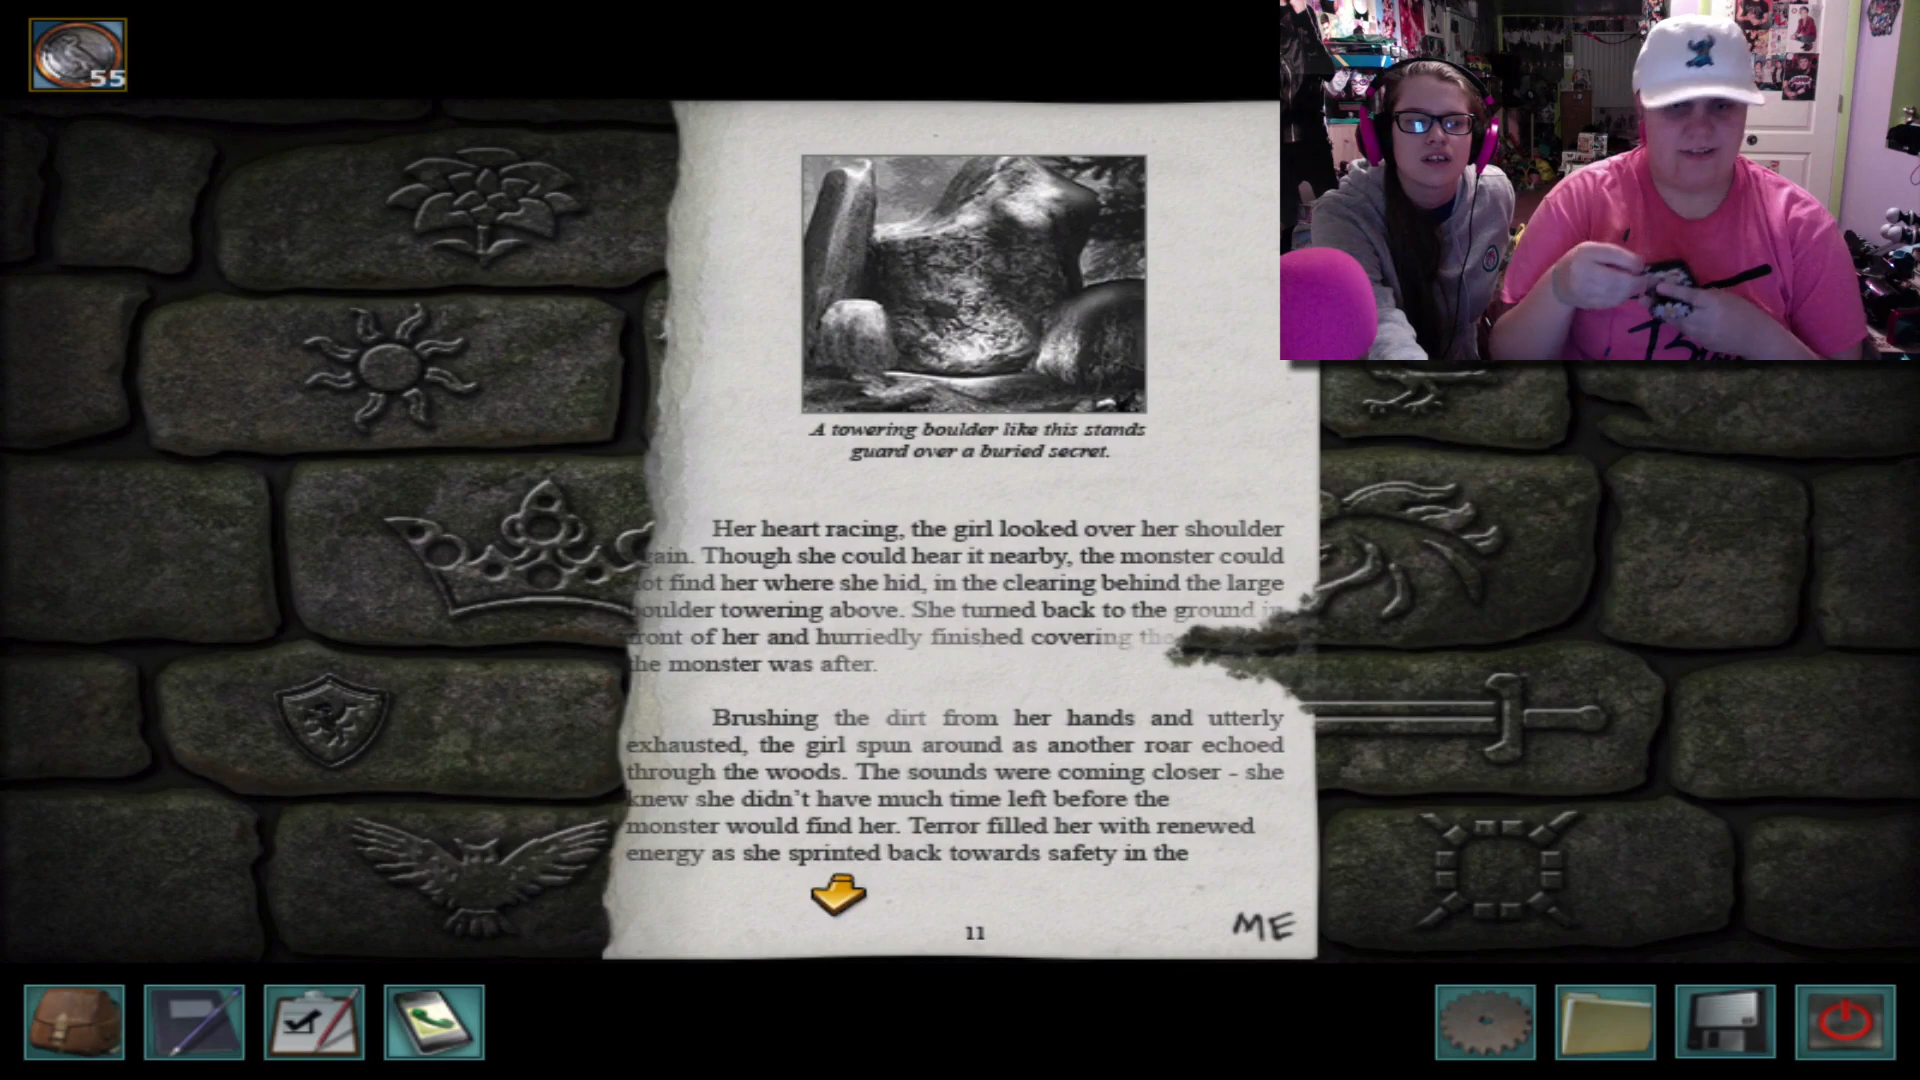 55
A towering boulder like this stands
guard over a buried secret.
Her heart racing, the girl looked over her shoulder
again. Though she could hear it nearby, the monster could
not find her where she hid, in the clearing behind the large
boulder towering above. She turned back to the ground in
front of her and hurriedly finished covering
the monster was after.
Brushing the dirt from her hands and utterly
exhausted, the girl spun around as another roar echoed
through the woods. The sounds were coming closer - she
knew she didn't have much time left before the
monster would find her. Terror filled her with renewed
energy as she sprinted back towards safety in the
11
ME